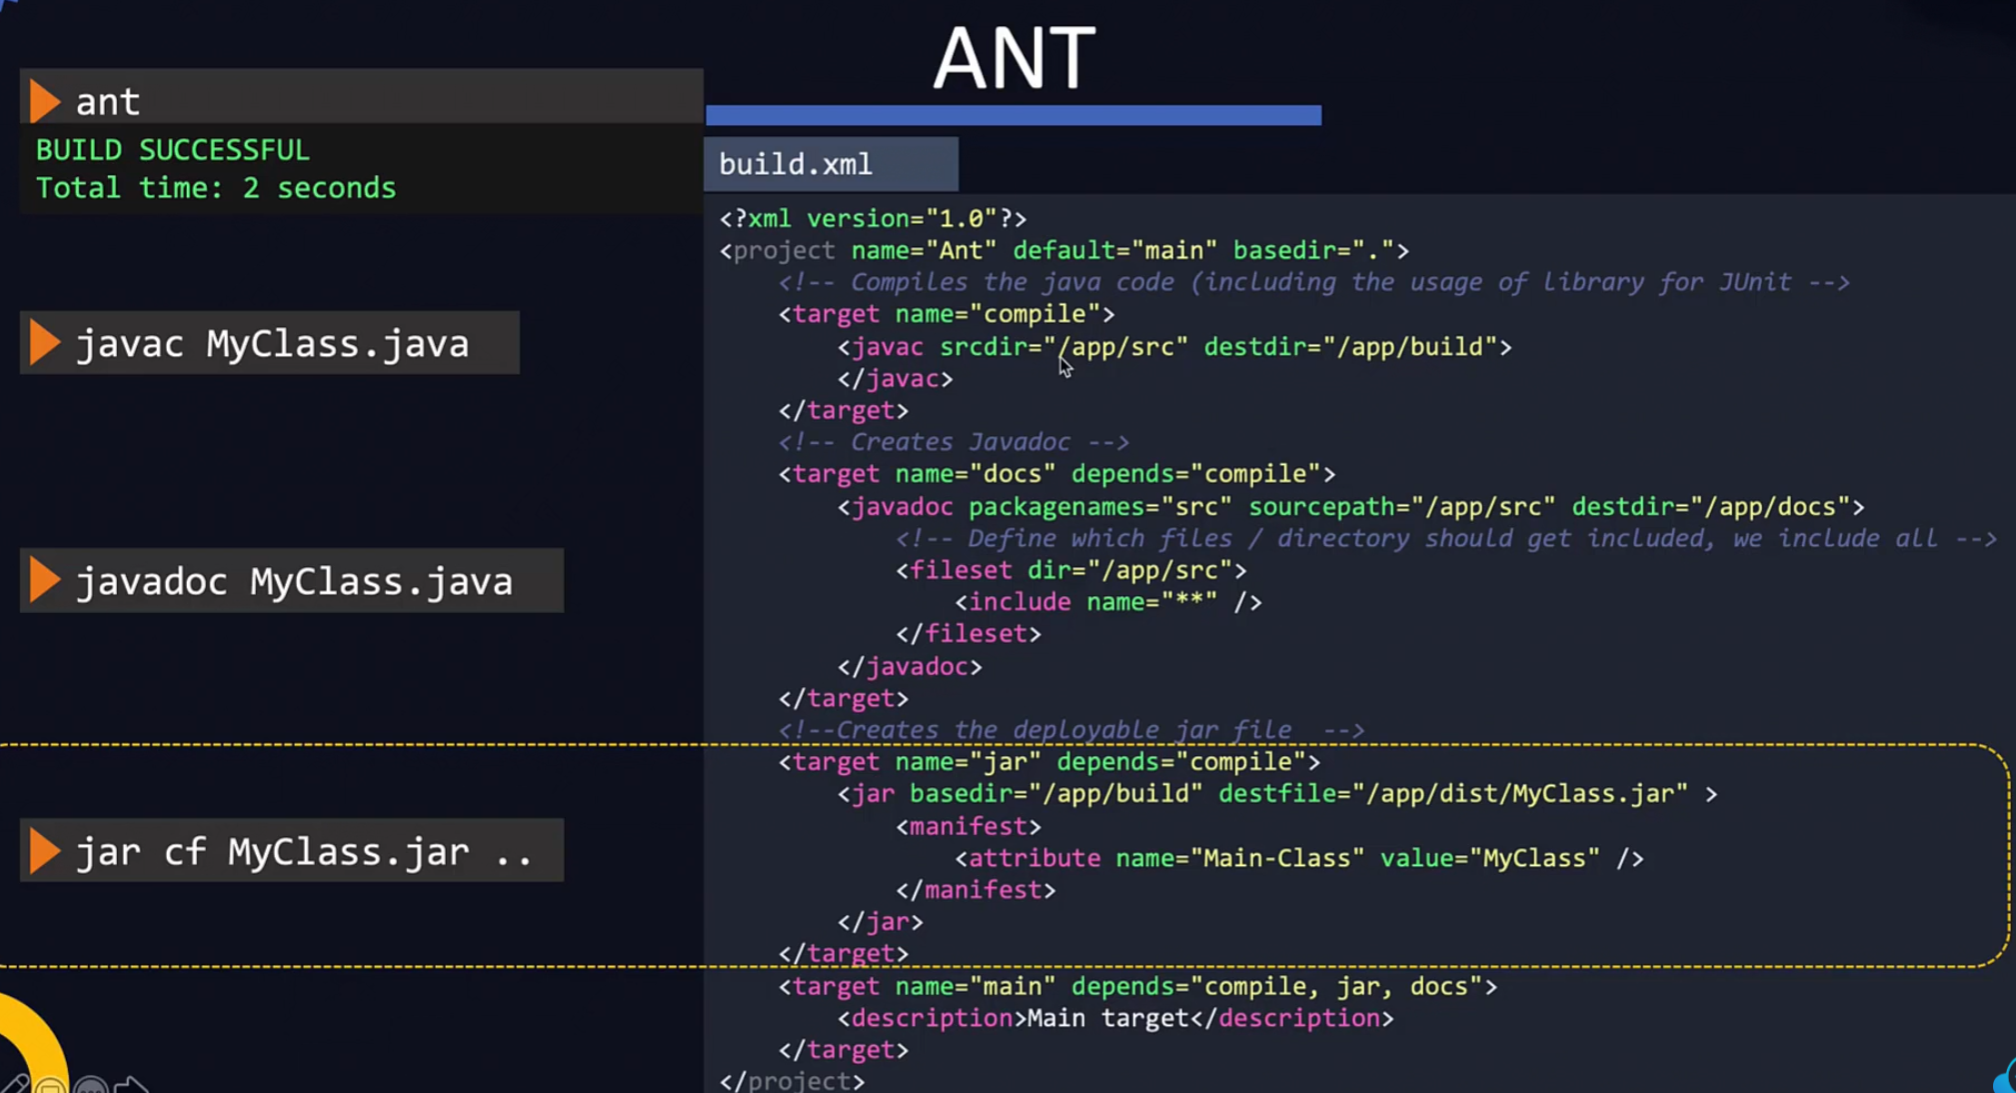 ANT
ant
BUILD SUCCESSFUL
Total time: 2 seconds
javac MyClass.java
javadoc MyClass.java
jar cf MyClass.jar ..
build.xml
<?xml version="1.0"?>
<project name="Ant" default="main" basedir=".">
<!-- Compiles the java code (including the usage of library for JUnit -->
<target name="compile">
<javac srcdir="/app/src" destdir="/app/build">
</javac>
</target>
<!-- Creates Javadoc -->
<target name="docs" depends="compile">
<javadoc packagenames="src" sourcepath="/app/src" destdir="/app/docs">
<!-- Define which files / directory should get included, we include all -->
<fileset dir="/app/src">
<include name="**" />
</fileset>
</javadoc>
</target>
<!--Creates the deployable jar file  -->
<target name="jar" depends="compile">
<jar basedir="/app/build" destfile="/app/dist/MyClass.jar" >
<manifest>
<attribute name="Main-Class" value="MyClass" />
</manifest>
</jar>
</target>
<target name="main" depends="compile, jar, docs">
<description>Main target</description>
</target>
</project>